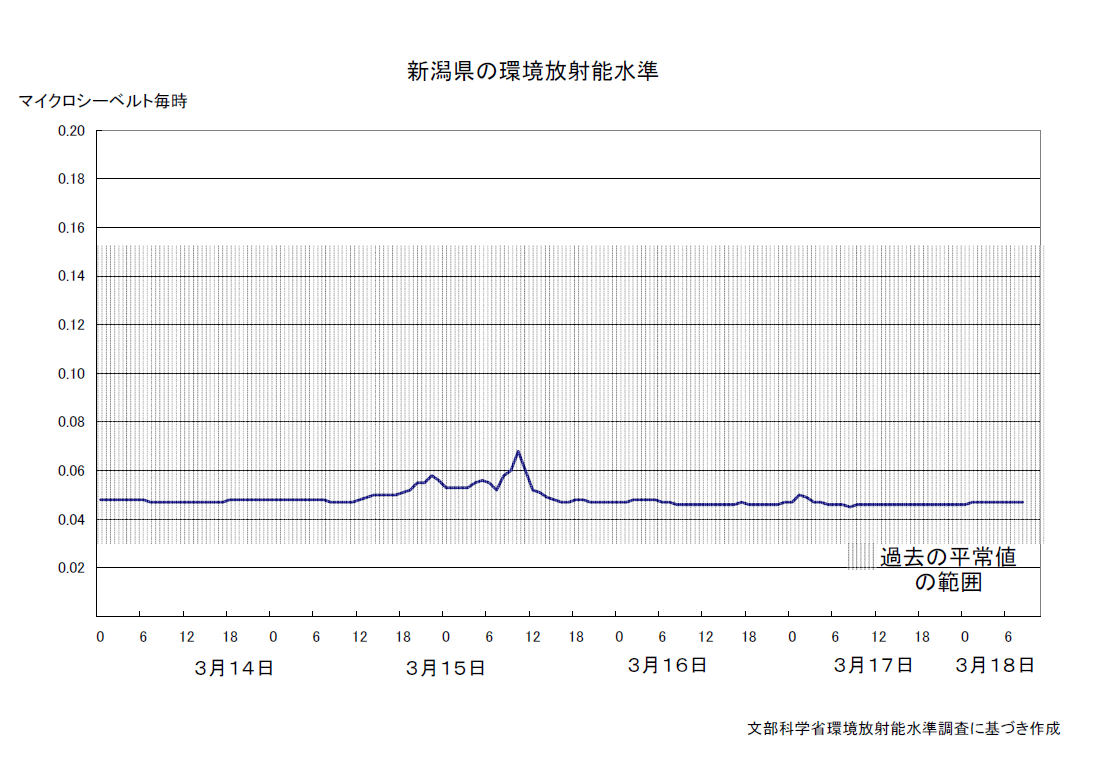 新潟県の環境放射能水準
マイクロシーベルト毎時
0.20
0.18
0.16
0.14
0.12
0.10
0.08
0.06
0.04
0.02
過去の平常値
の範囲
0 6 12 18 0 6 12 18 0 6 12 18 0 6 12 18 0 6 12 18 0 6
3月14日 3月15日 3月16日 3月17日 3月18日
文部科学省環境放射能水準調査に基づき作成